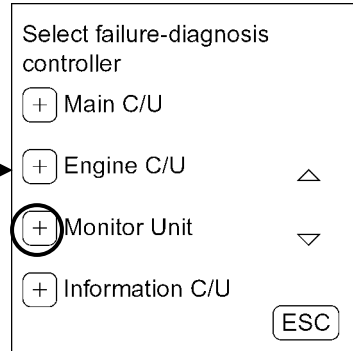 Select failure-diagnosis
controller
+ Main C/U
+ Engine C/U
+ Monitor Unit
+ Information C/U
ESC